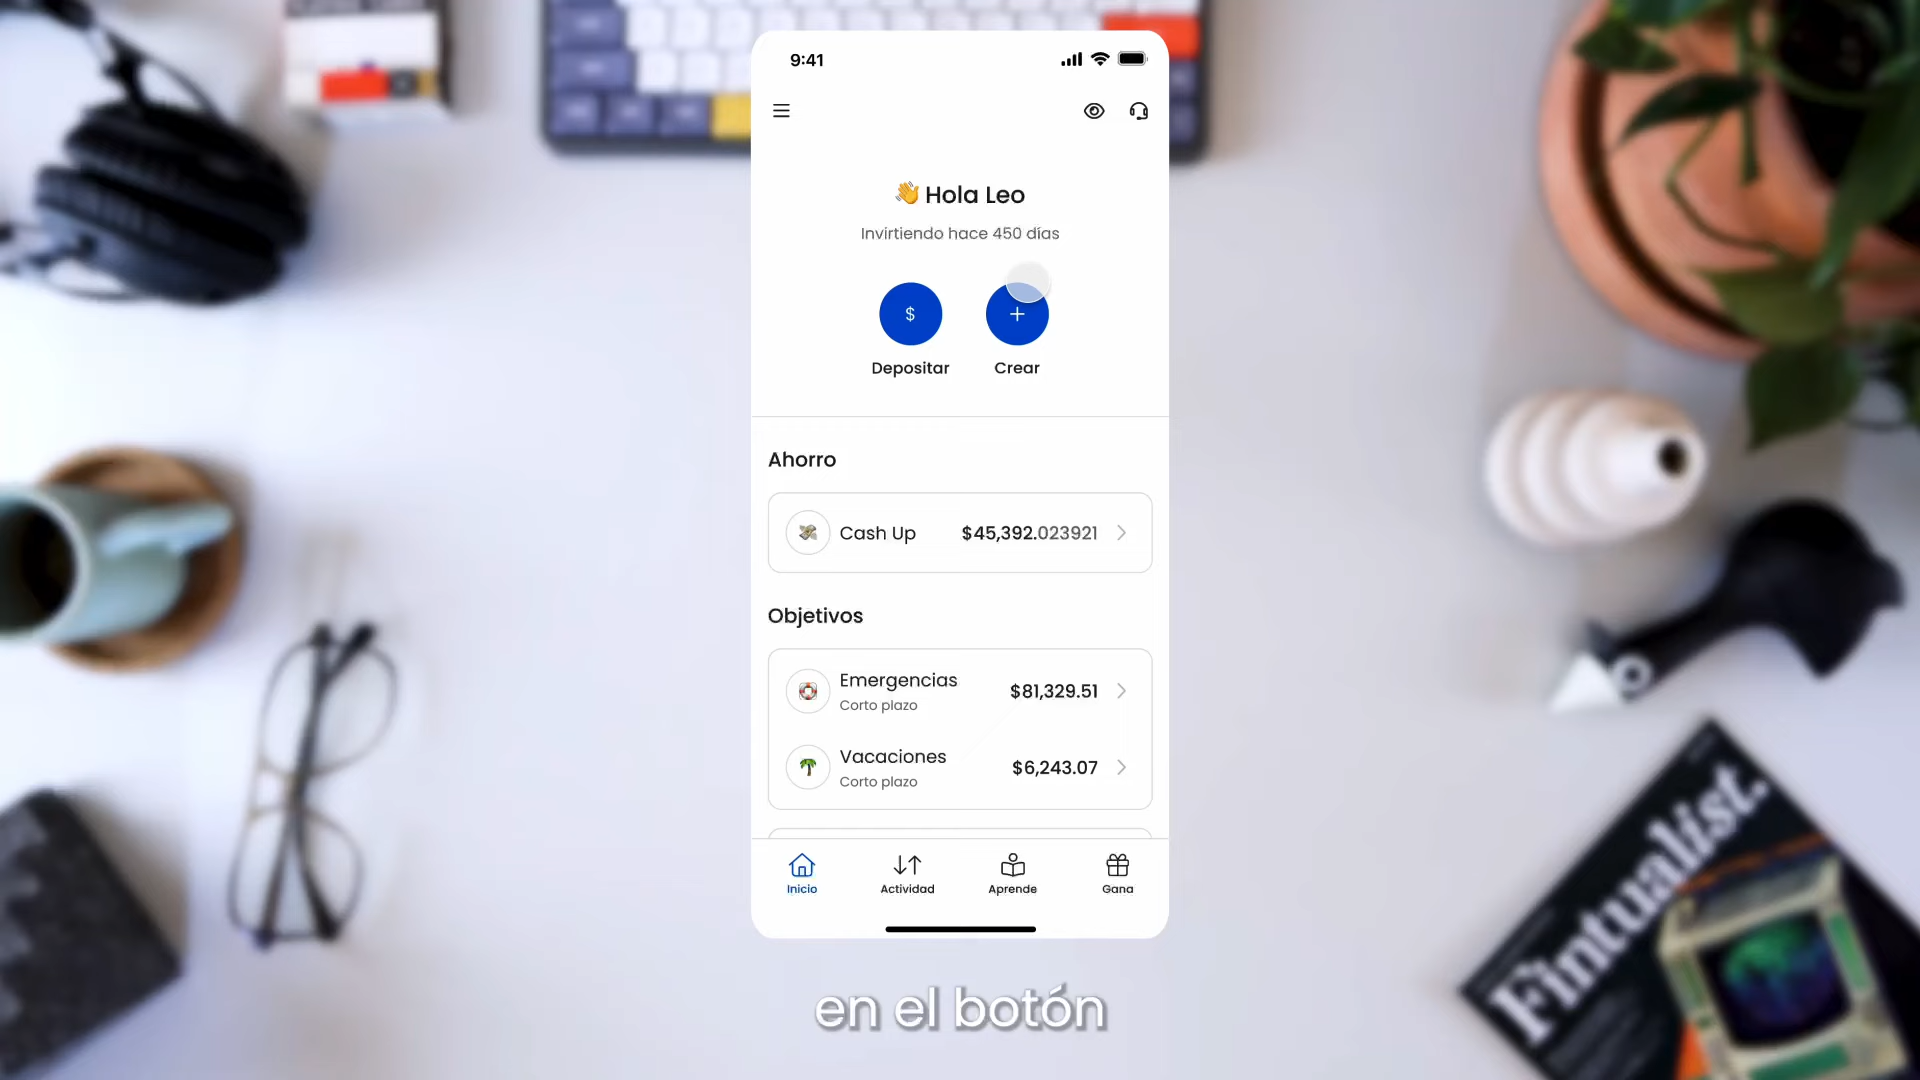 9:41
👋 Hola Leo
Invirtiendo hace 450 días
$
+
Depositar
Crear
Ahorro
Cash Up
$45,392.023921
Objetivos
Emergencias
$81,329.51
Corto plazo
Vacaciones
$6,243.07
Corto plazo
Inicio
Actividad
Aprende
Gana
Fintualist.
en el botón